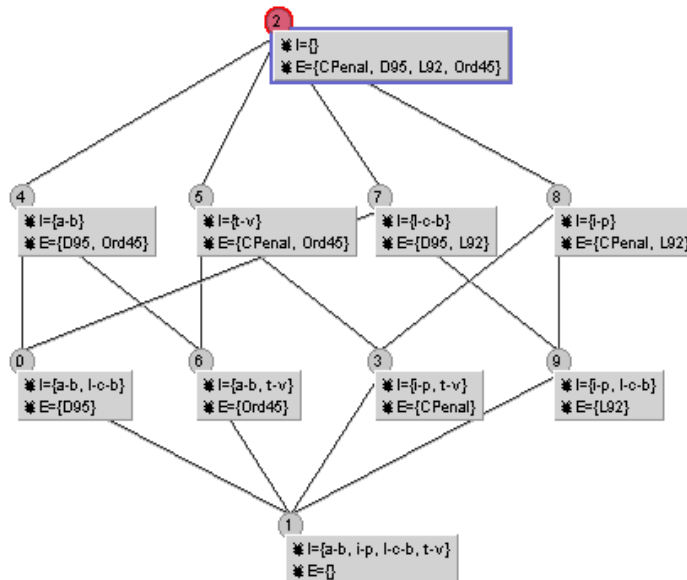 2
I={}
E={CPenal, D95, L92, Ord45}
4
I={a-b}
E={D95, Ord45}
5
I={t-v}
E={CPenal, Ord45}
7
I={l-c-b}
E={D95, L92}
8
I={i-p}
E={CPenal, L92}
0
I={a-b, l-c-b}
E={D95}
6
I={a-b, t-v}
E={Ord45}
3
I={i-p, t-v}
E={CPenal}
9
I={i-p, l-c-b}
E={L92}
1
I={a-b, i-p, l-c-b, t-v}
E={}